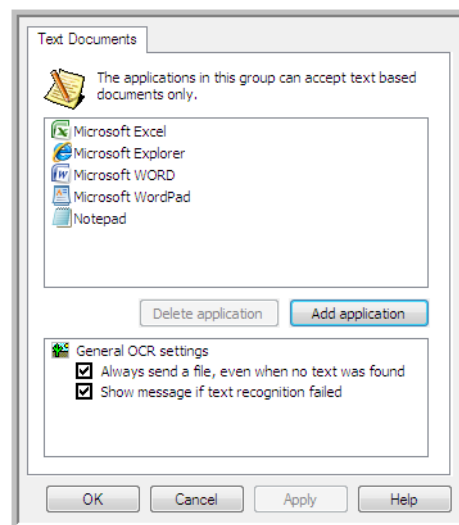 Text Documents
The applications in this group can accept text based
documents only.
Microsoft Excel
Microsoft Explorer
Microsoft WORD
Microsoft WordPad
Notepad
Delete application Add application
General OCR settings
Always send a file, even when no text was found
Show message if text recognition failed
OK Cancel Apply Help